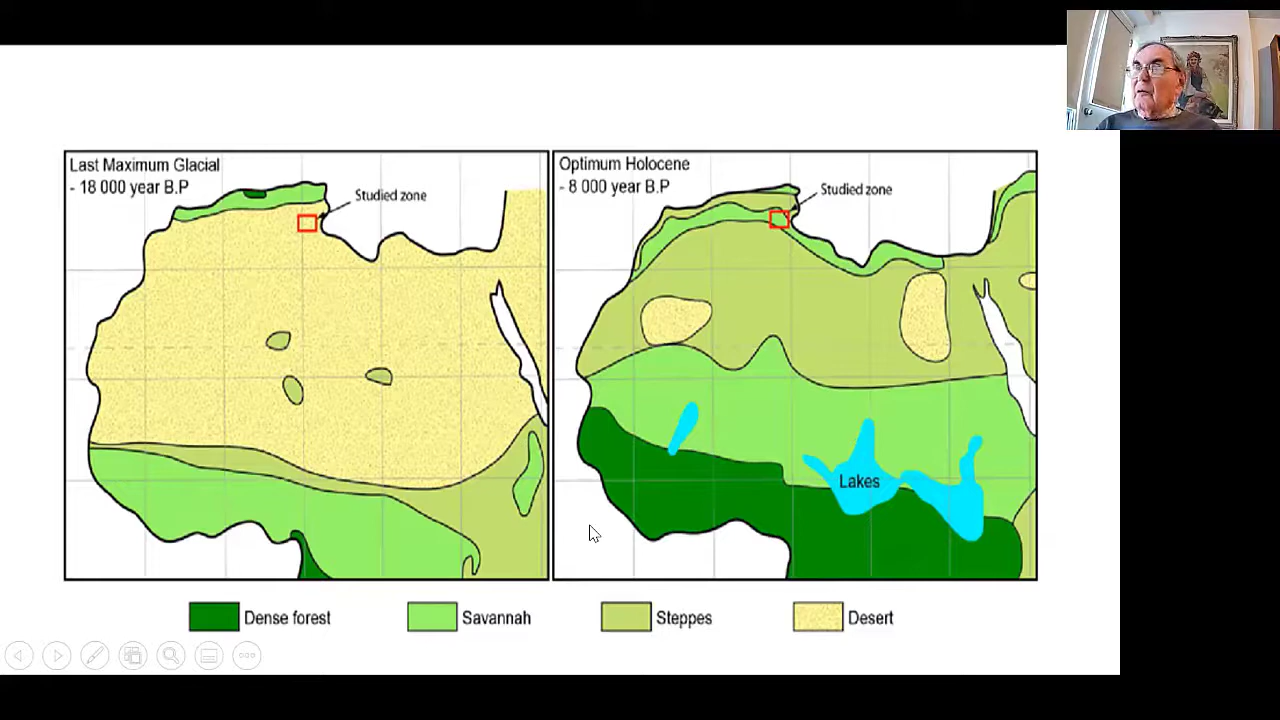 Last Maximum Glacial
- 18 000 year B.P
Studied zone
Optimum Holocene
- 8 000 year B.P
Studied zone
Lakes
Dense forest
Savannah
Steppes
Desert